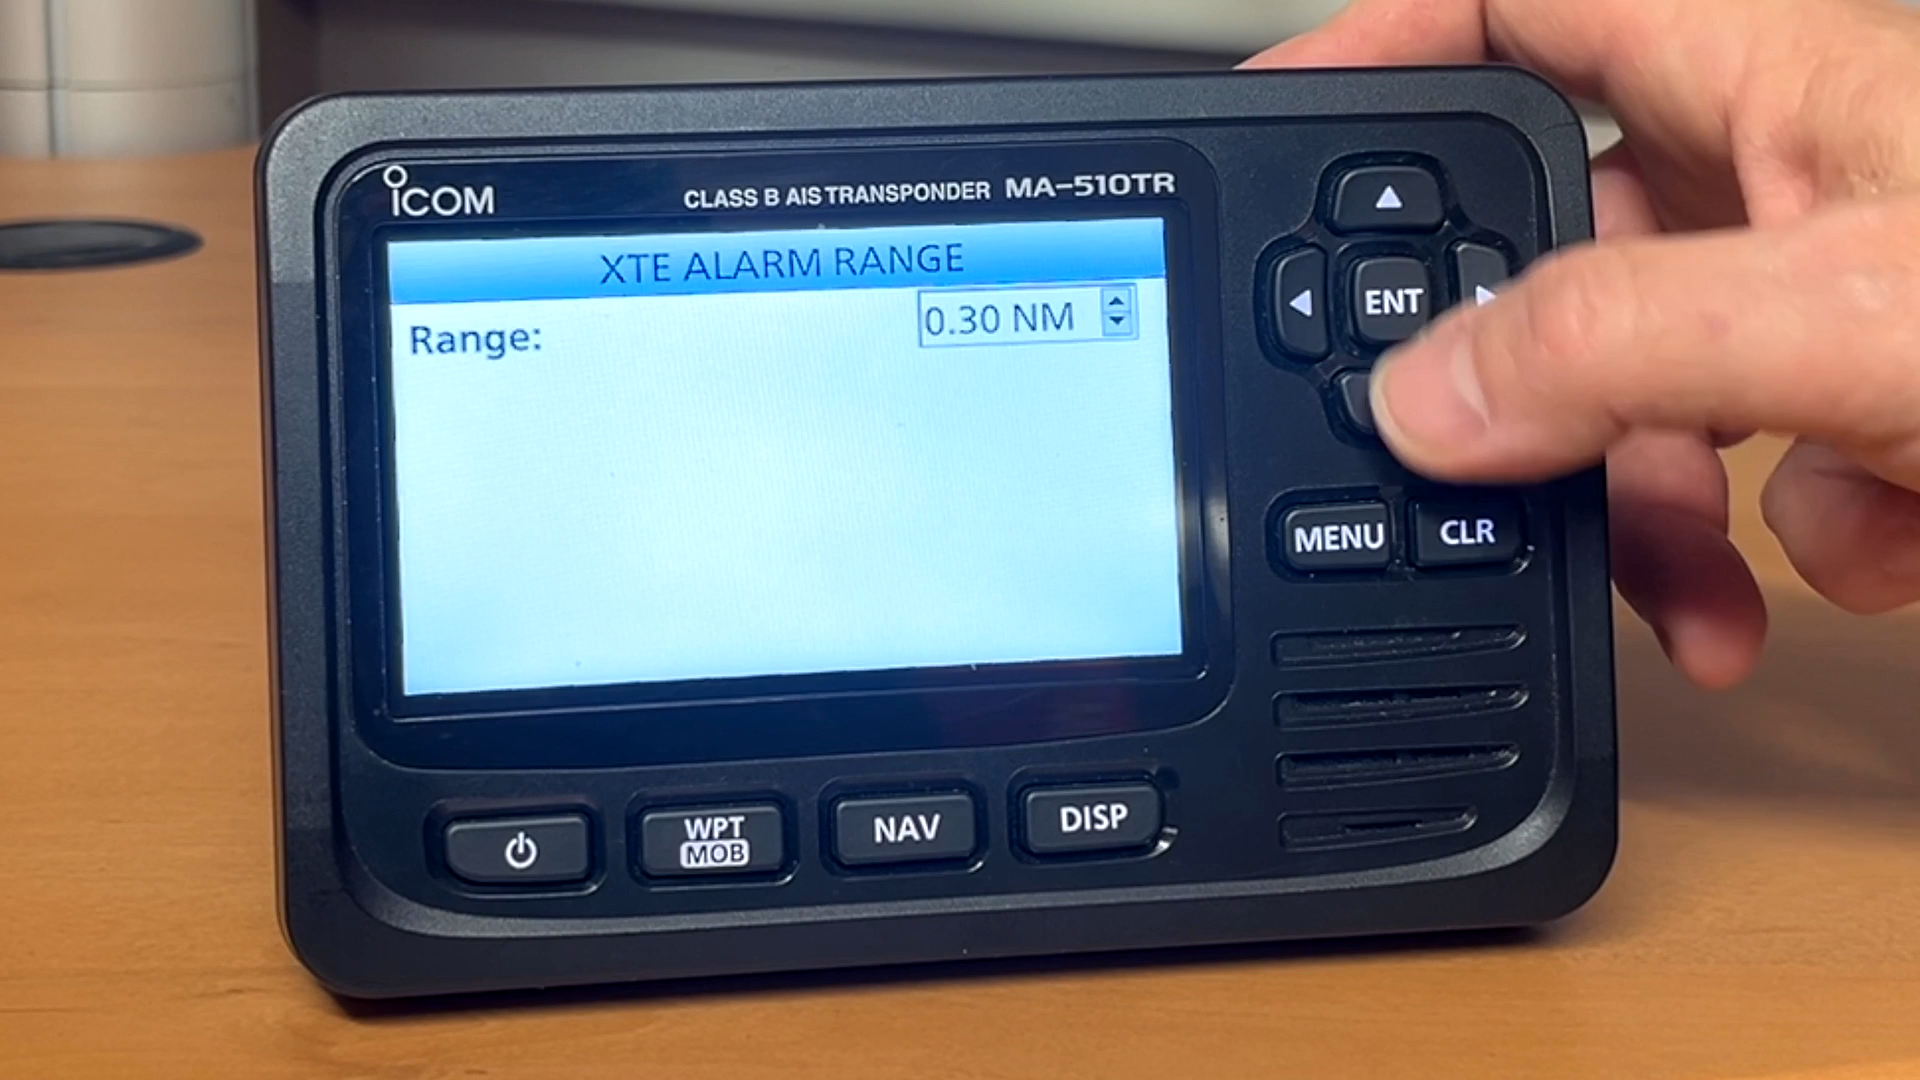 ICOM
CLASS B AIS TRANSPONDER MA-510TR
XTE ALARM RANGE
Range: 0.30 NM
ENT
MENU CLR
WPT NAV DISP
MOB